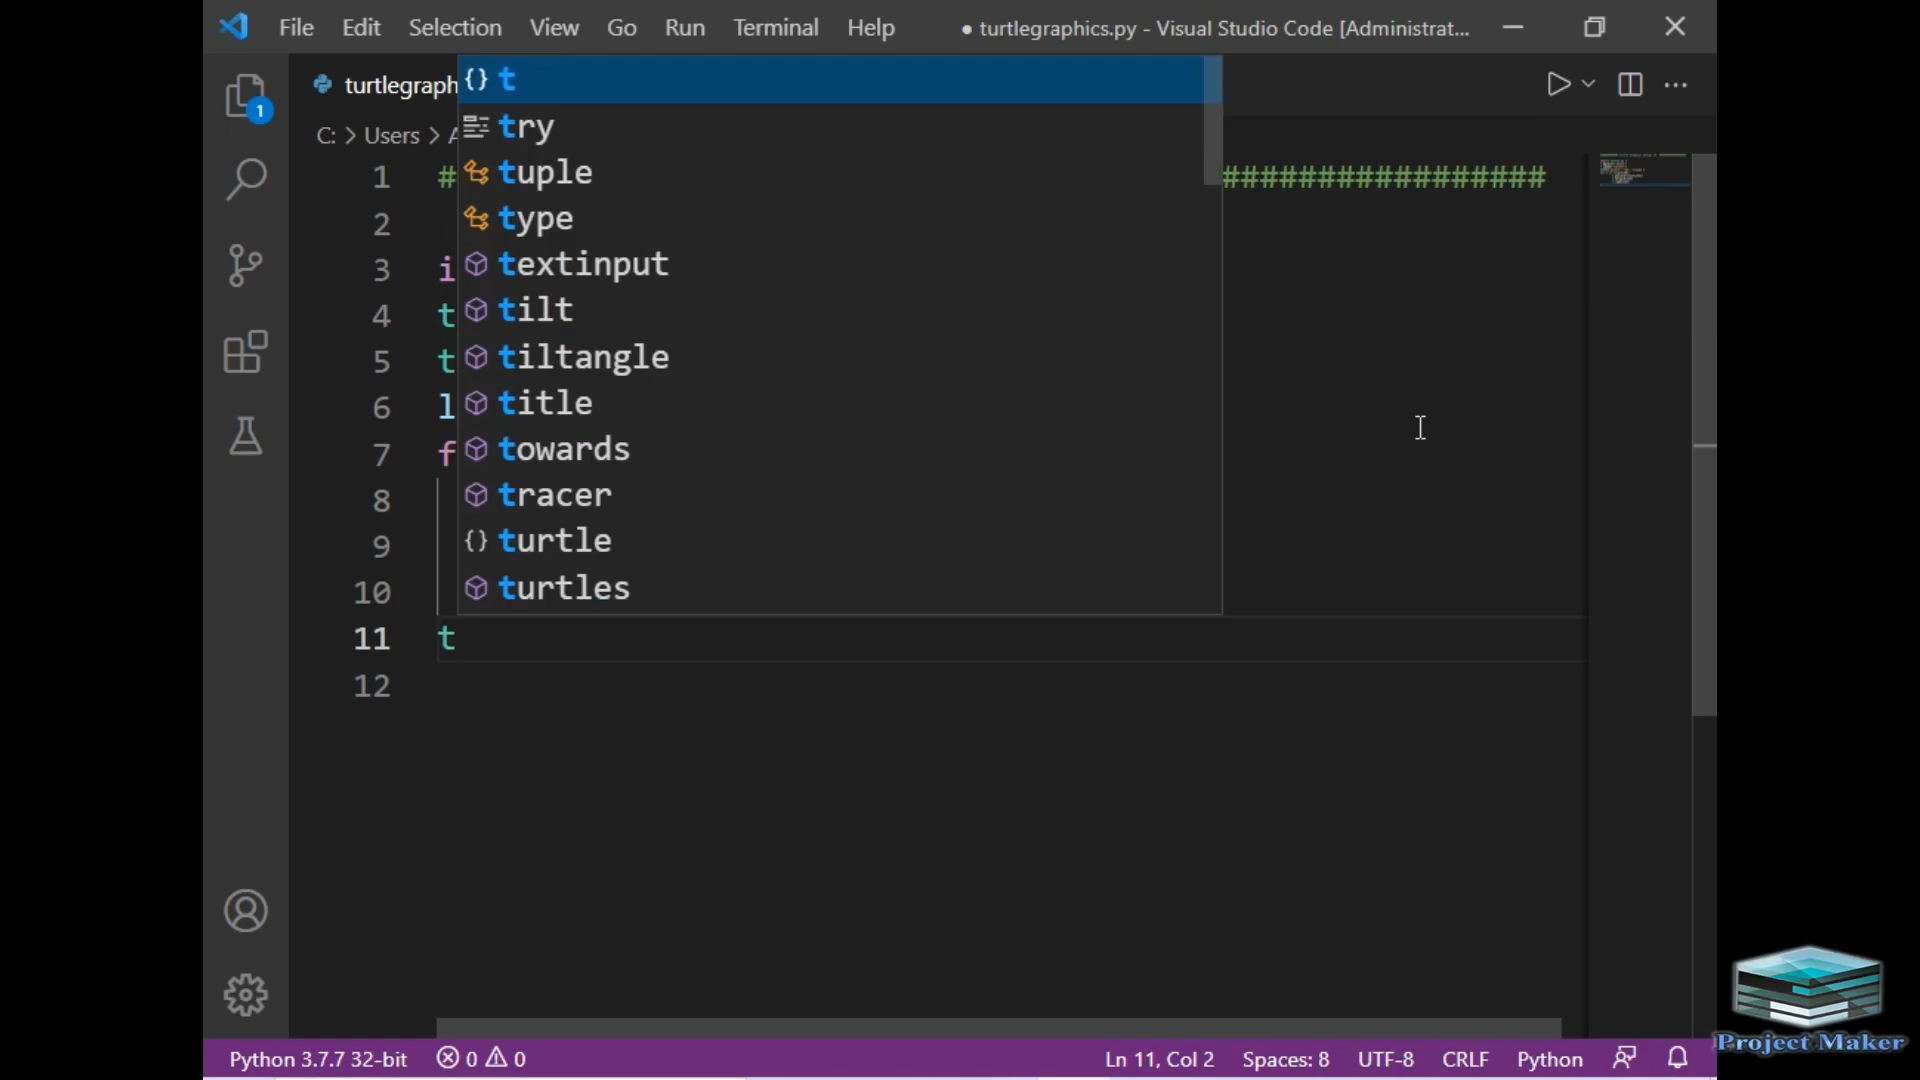 File Edit Selection View Go Run Terminal Help ● turtlegraphics.py - Visual Studio Code [Administrat...
1
turtlegraph
C: > Users > A
{} t
try
tuple
type
textinput
tilt
tiltangle
title
towards
tracer
{} turtle
turtles
1 # #################
2
3 i
4 t
5 t
6 l
7 f
8
9
10
11 t
12
Python 3.7.7 32-bit 0 0 Ln 11, Col 2 Spaces: 8 UTF-8 CRLF Python
Project Maker